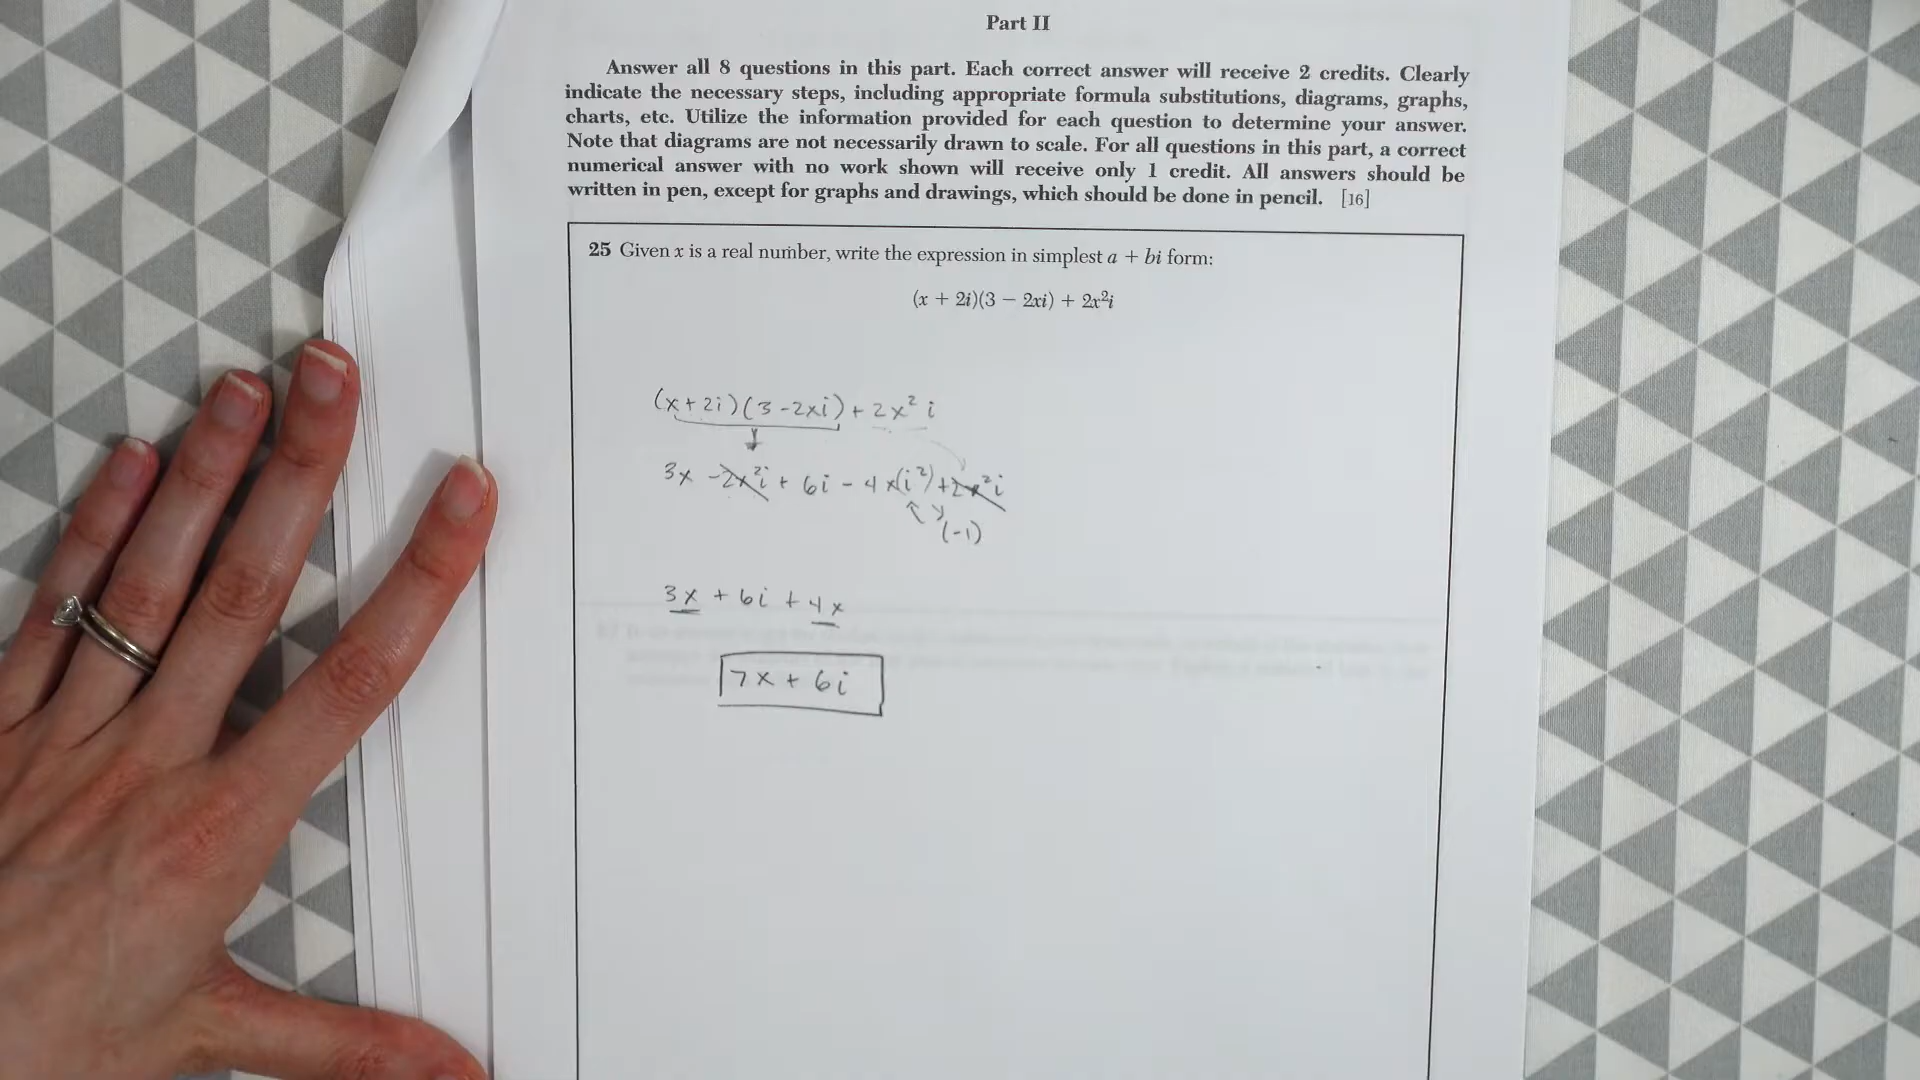 Part II
Answer all 8 questions in this part. Each correct answer will receive 2 credits. Clearly
indicate the necessary steps, including appropriate formula substitutions, diagrams, graphs,
charts, etc. Utilize the information provided for each question to determine your answer.
Note that diagrams are not necessarily drawn to scale. For all questions in this part, a correct
numerical answer with no work shown will receive only 1 credit. All answers should be
written in pen, except for graphs and drawings, which should be done in pencil. [16]
25 Given x is a real number, write the expression in simplest a + bi form:
(x + 2i)(3 − 2xi) + 2x²i
(x+2i)(3-2xi)+2x² i
3x -2x²i + 6i - 4x(i²)+2x²i
(-1)
3x + 6i + 4x
7x + 6i